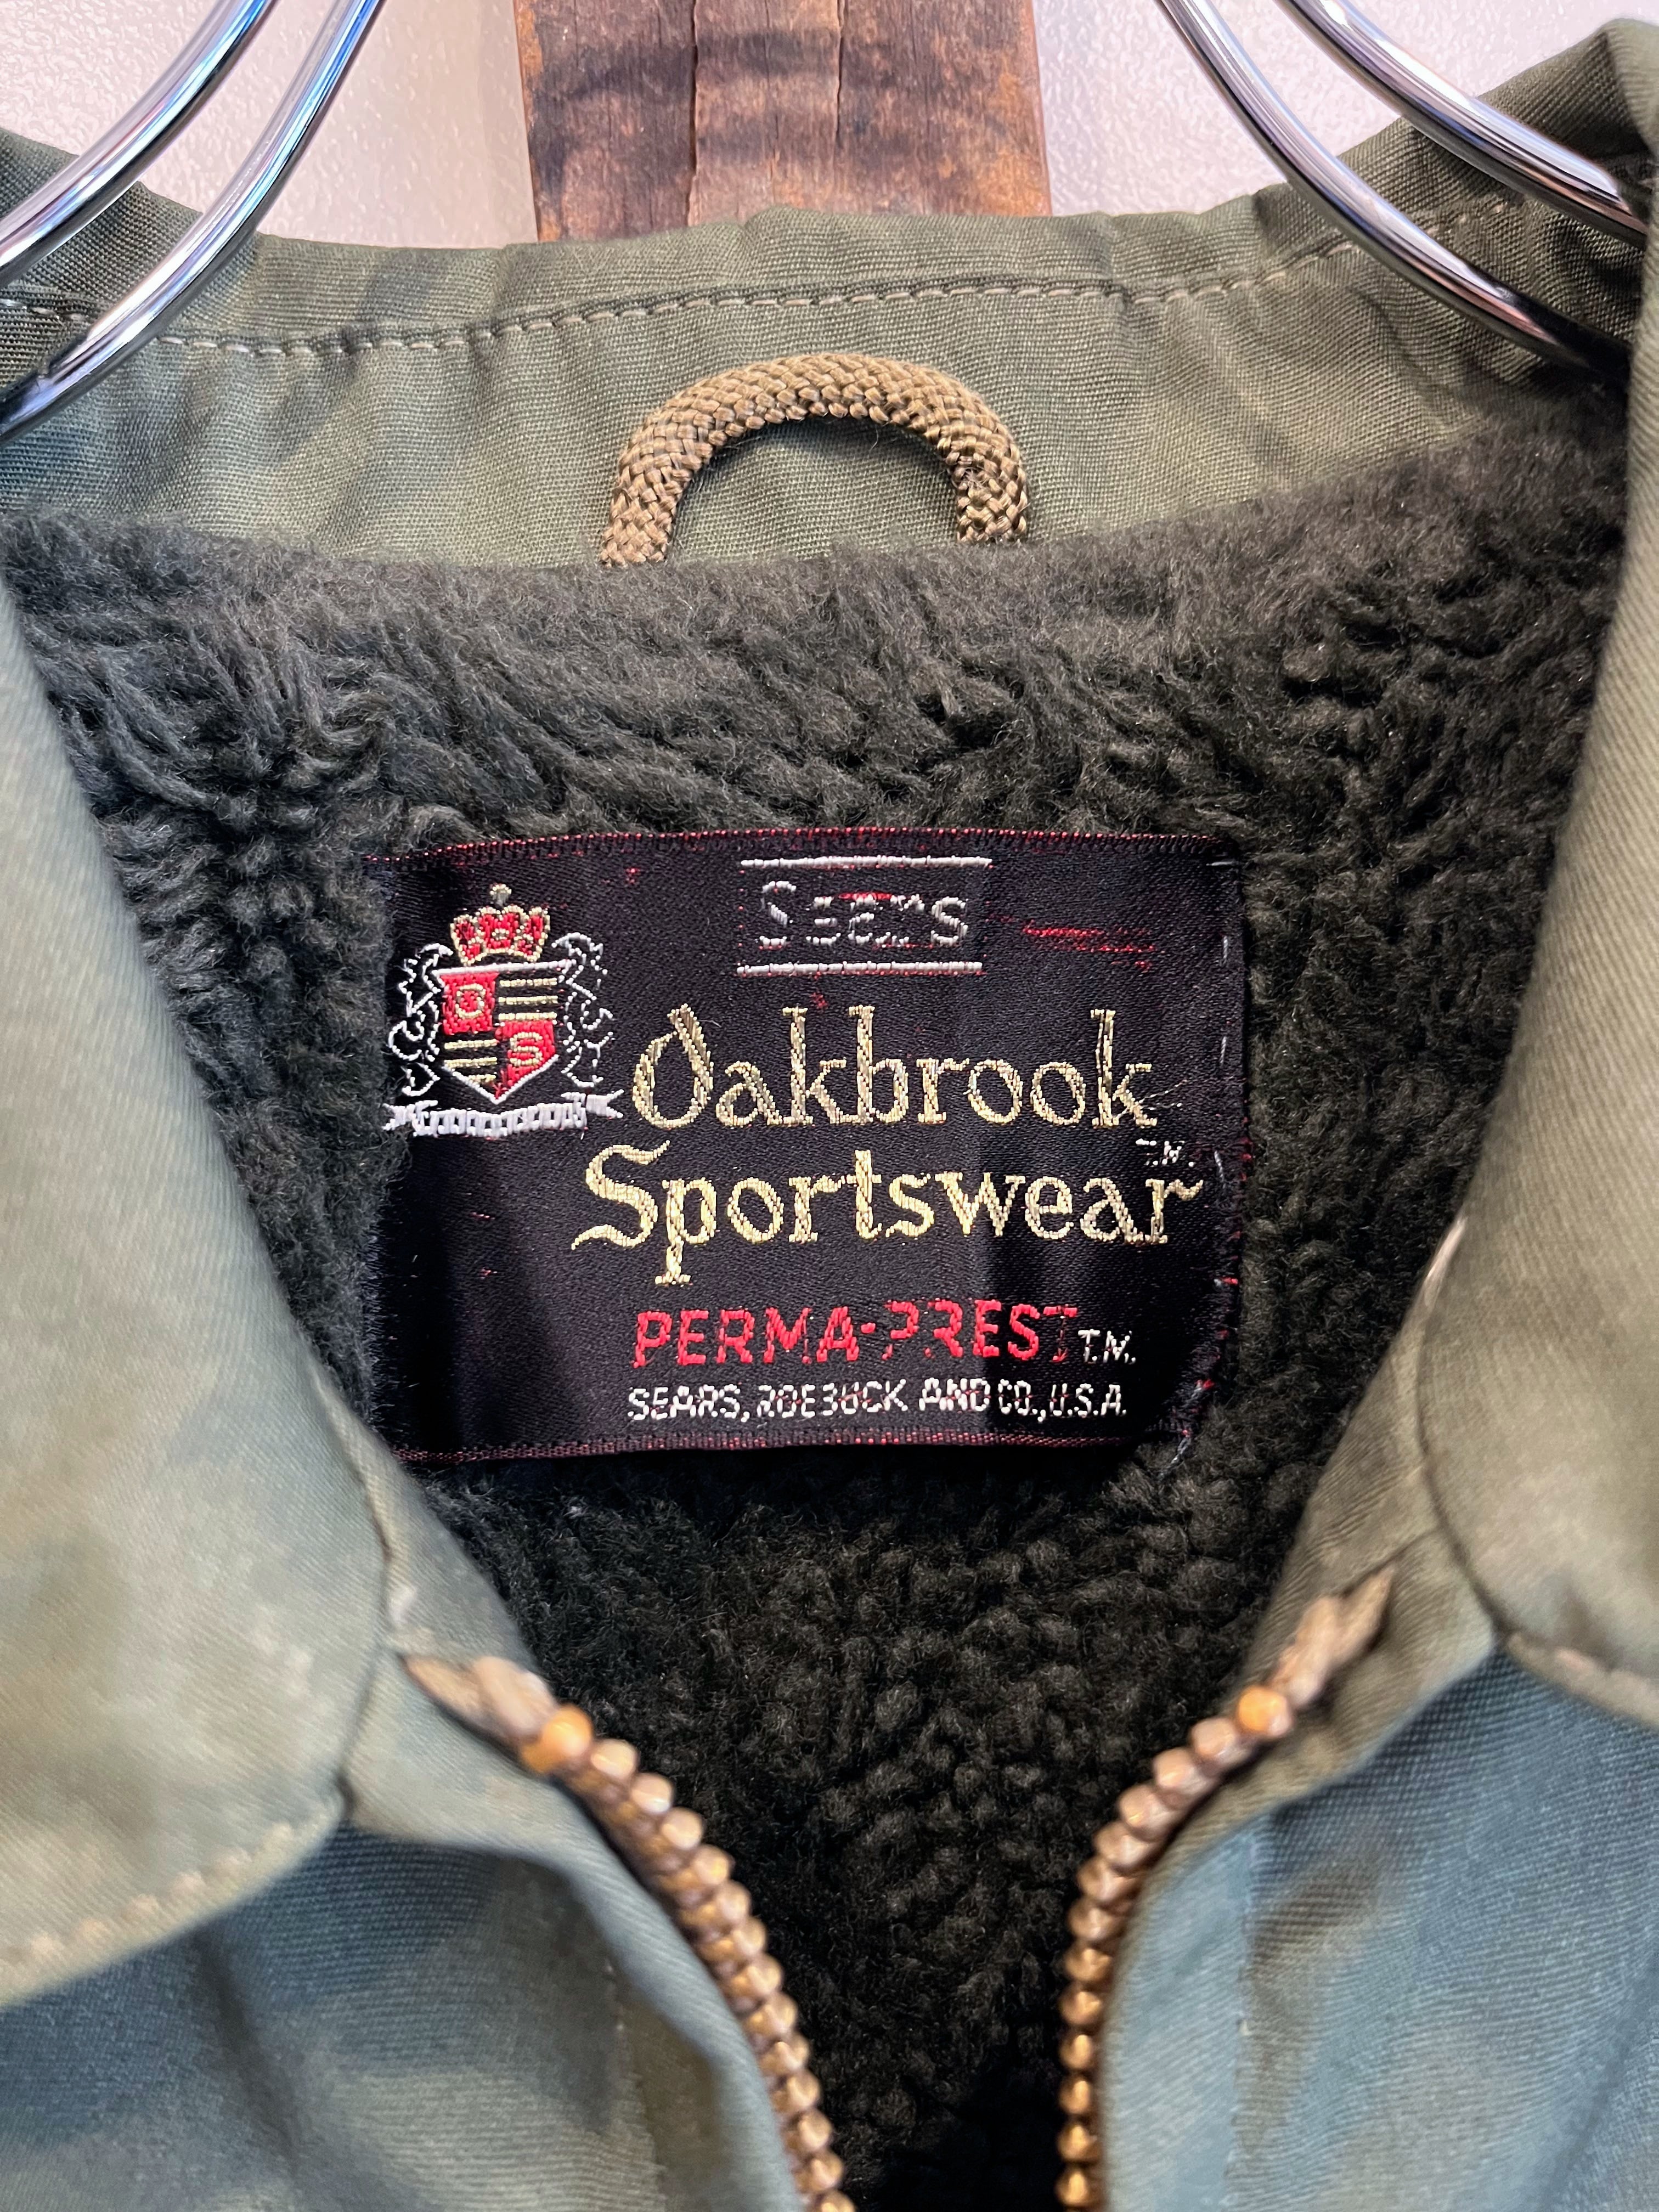 Sears
O
S
Oakbrook
T.M.
Sportswear
PERMA-PREST T.M.
SEARS, ROEBUCK AND CO., U.S.A.